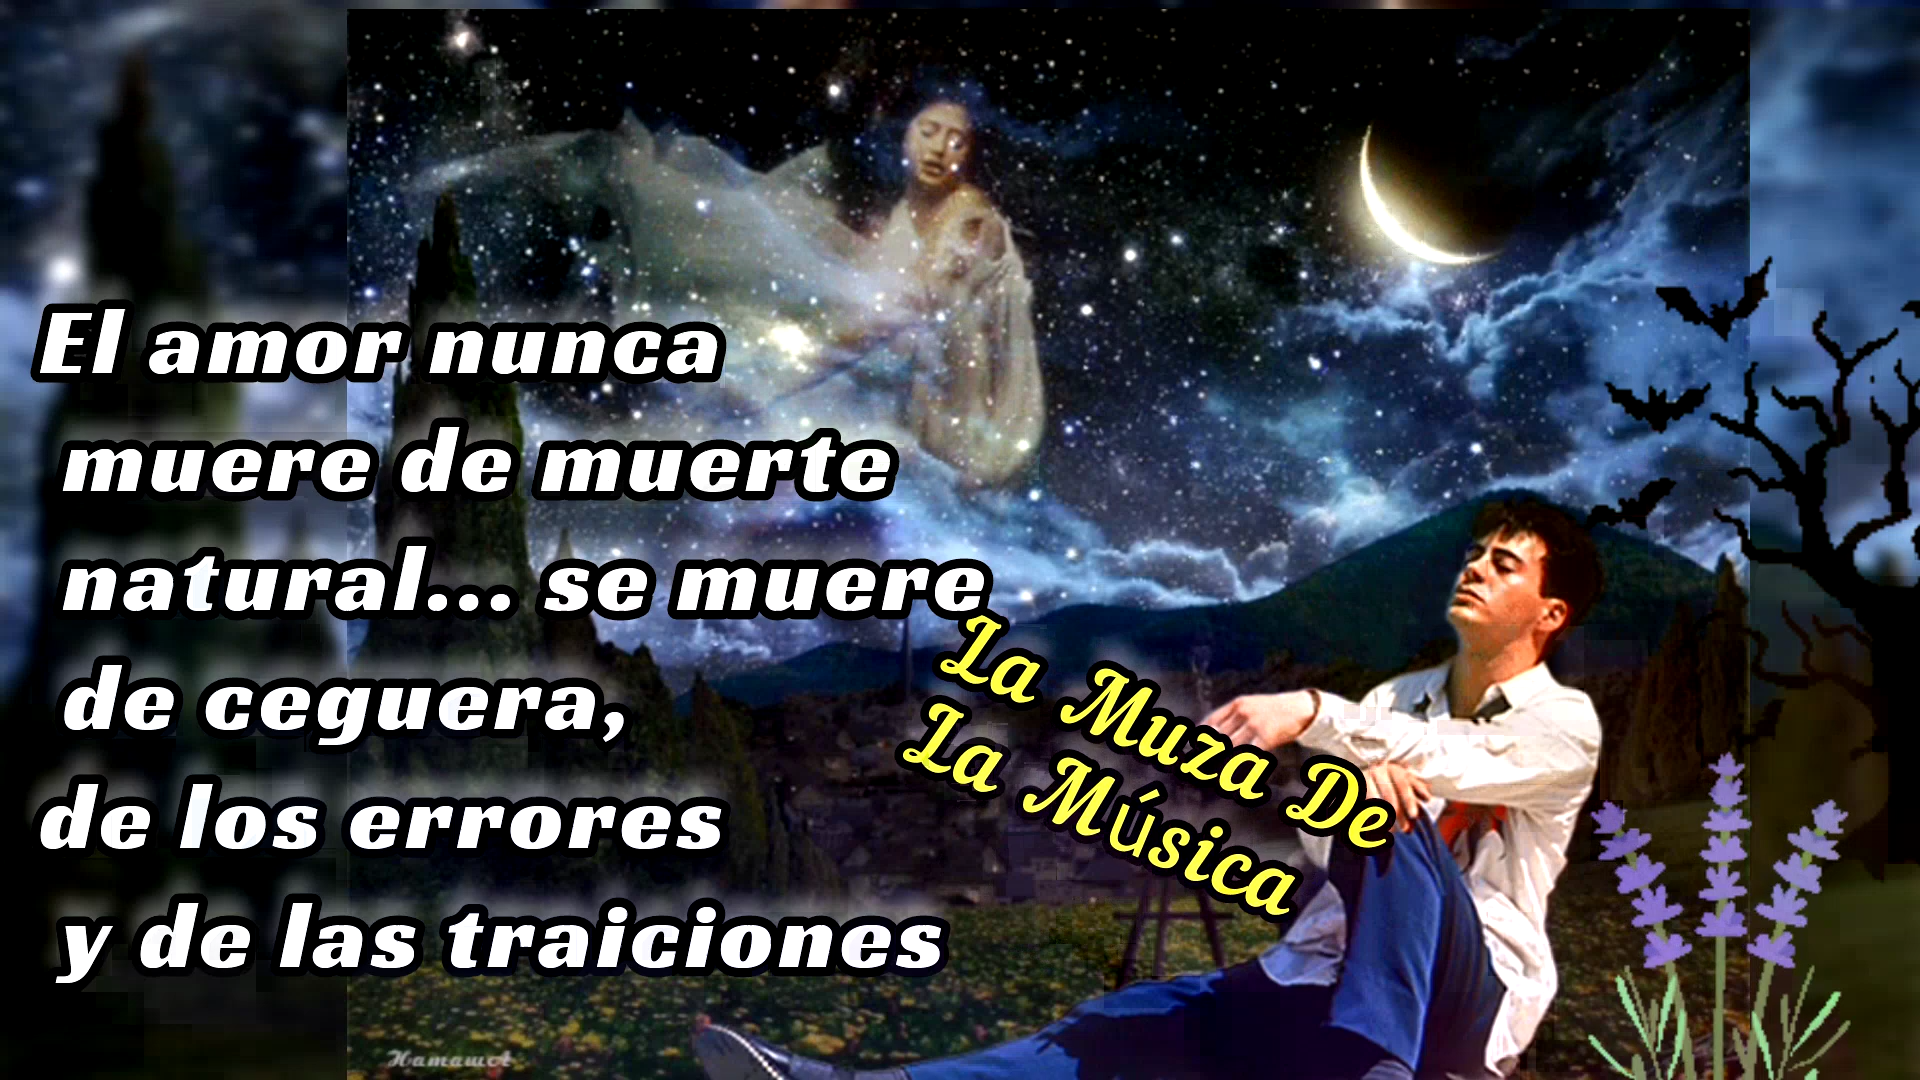 El amor nunca
muere de muerte
natural... se muere
de ceguera,
de los errores
y de las traiciones
La Muza De
La Música
НаташА